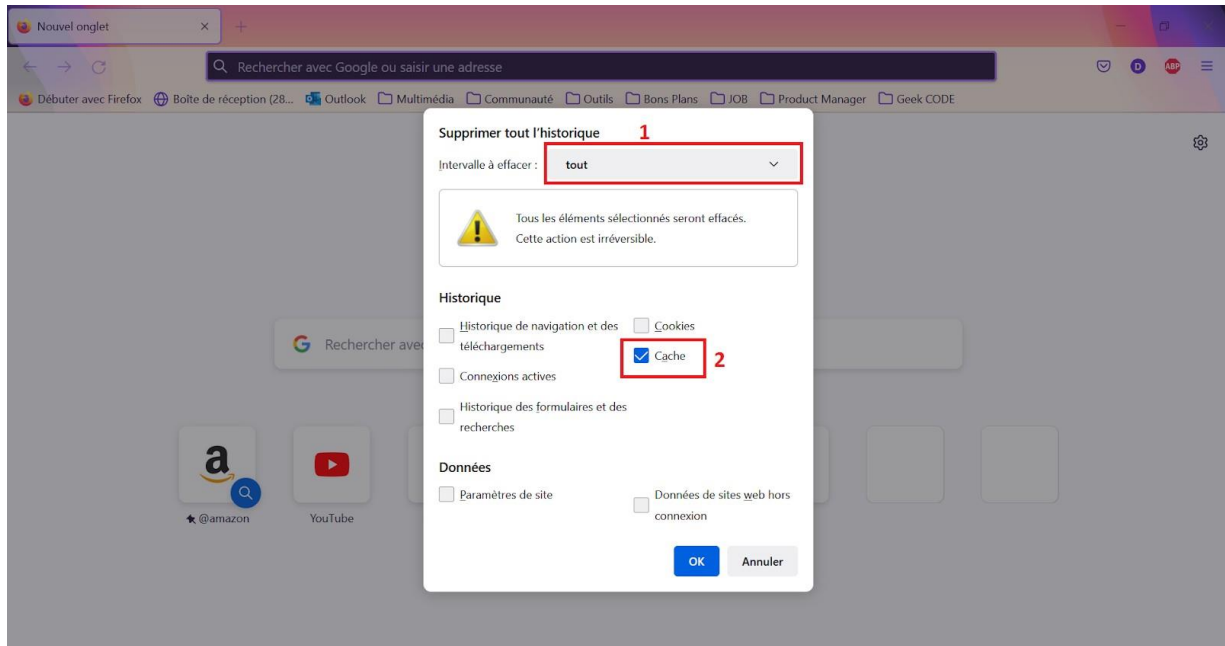 Nouvel onglet
Rechercher avec Google ou saisir une adresse
D
ABP
Débuter avec Firefox Boîte de réception (28... Outlook Multimédia Communauté Outils Bons Plans JOB Product Manager Geek CODE
Supprimer tout l'historique 1
Intervalle à effacer : tout
Tous les éléments sélectionnés seront effacés.
Cette action est irréversible.
Historique
Historique de navigation et des
téléchargements
Cookies
Cache 2
Connexions actives
Historique des formulaires et des
recherches
Données
Paramètres de site
Données de sites web hors
connexion
OK Annuler
G Rechercher avec
a
@amazon YouTube